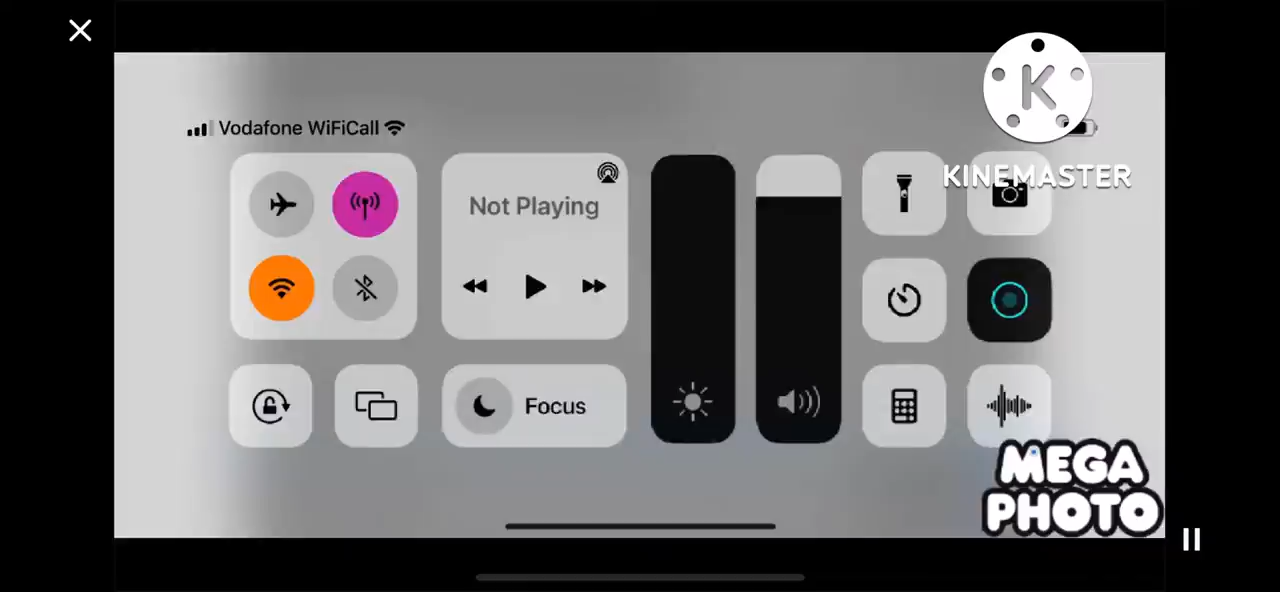 Vodafone WiFiCall
KINEMASTER
Not Playing
Focus
MEGA
PHOTO